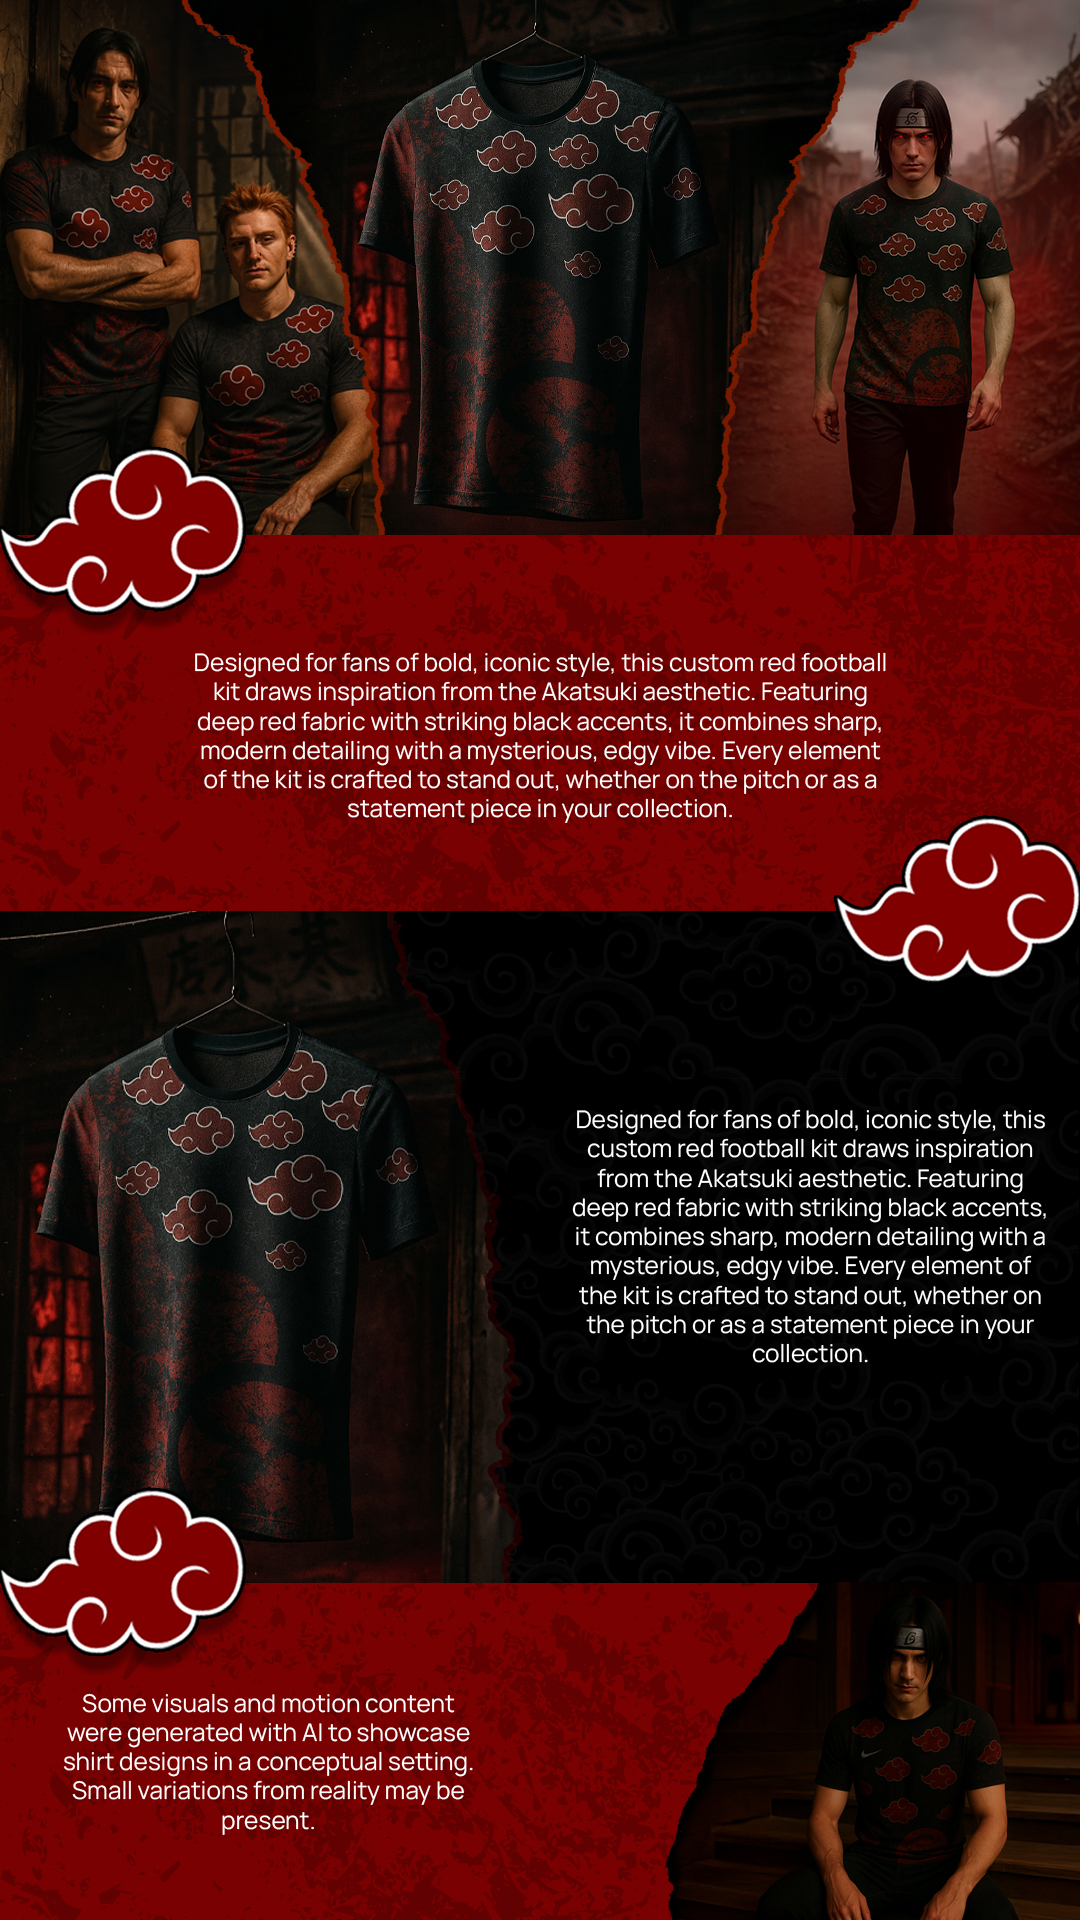 Designed for fans of bold, iconic style, this custom red football
kit draws inspiration from the Akatsuki aesthetic. Featuring
deep red fabric with striking black accents, it combines sharp,
modern detailing with a mysterious, edgy vibe. Every element
of the kit is crafted to stand out, whether on the pitch or as a
statement piece in your collection.
Designed for fans of bold, iconic style, this
custom red football kit draws inspiration
from the Akatsuki aesthetic. Featuring
deep red fabric with striking black accents,
it combines sharp, modern detailing with a
mysterious, edgy vibe. Every element of
the kit is crafted to stand out, whether on
the pitch or as a statement piece in your
collection.
Some visuals and motion content
were generated with AI to showcase
shirt designs in a conceptual setting.
Small variations from reality may be
present.